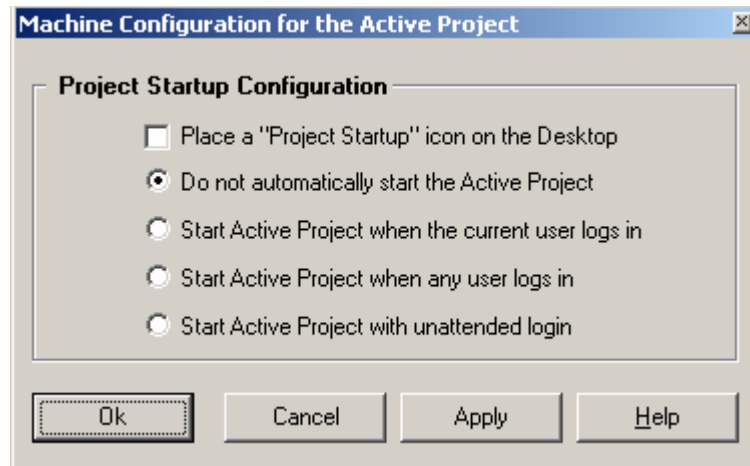 Machine Configuration for the Active Project
Project Startup Configuration
Place a "Project Startup" icon on the Desktop
Do not automatically start the Active Project
Start Active Project when the current user logs in
Start Active Project when any user logs in
Start Active Project with unattended login
Ok Cancel Apply Help